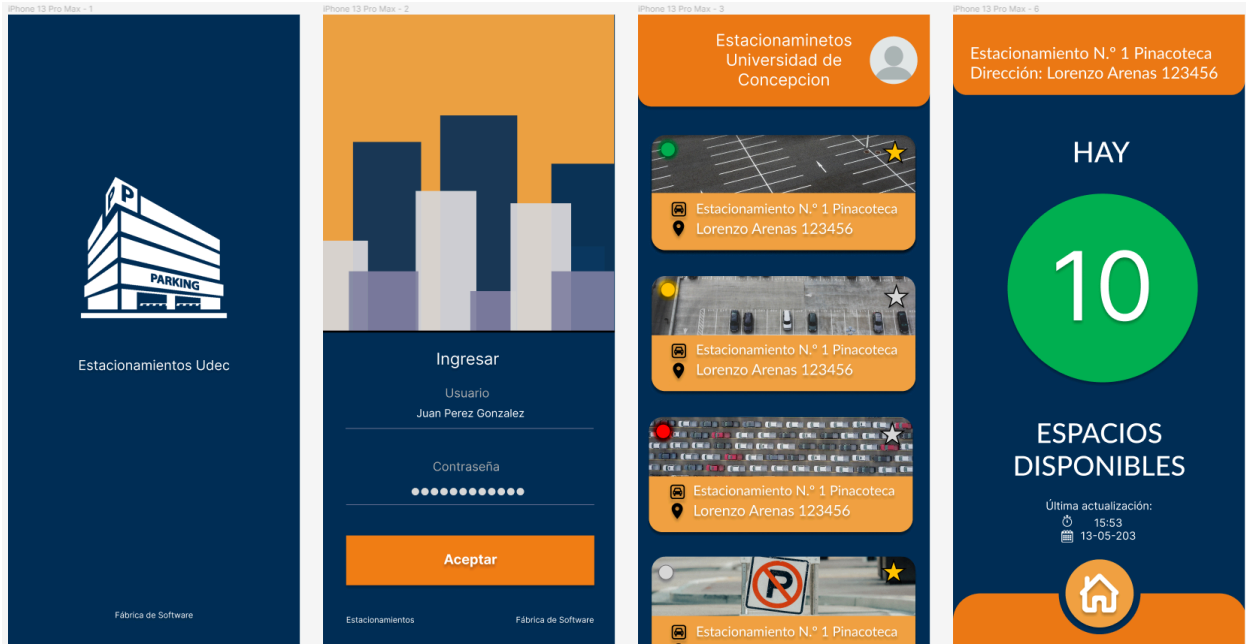 iPhone 13 Pro Max - 1
P
PARKING
Estacionamientos Udec
Fábrica de Software
iPhone 13 Pro Max - 2
Ingresar
Usuario
Juan Perez Gonzalez
Contraseña
Aceptar
Estacionamientos
Fábrica de Software
iPhone 13 Pro Max - 3
Estacionaminetos
Universidad de
Concepcion
Estacionamiento N.º 1 Pinacoteca
Lorenzo Arenas 123456
Estacionamiento N.º 1 Pinacoteca
Lorenzo Arenas 123456
Estacionamiento N.º 1 Pinacoteca
Lorenzo Arenas 123456
P
Estacionamiento N.º 1 Pinacoteca
iPhone 13 Pro Max - 6
Estacionamiento N.º 1 Pinacoteca
Dirección: Lorenzo Arenas 123456
HAY
10
ESPACIOS
DISPONIBLES
Última actualización:
15:53
13-05-203